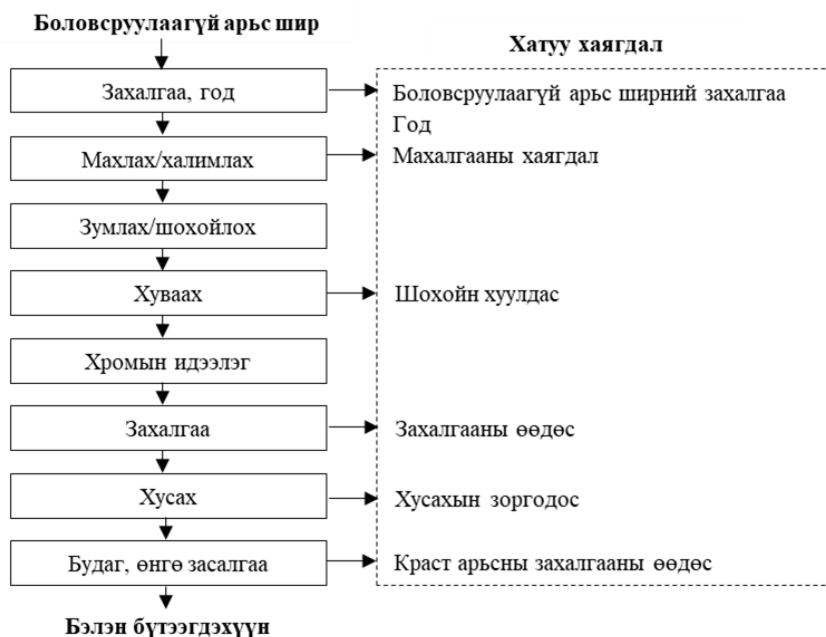 Боловсруулаагүй арьс шир
Хатуу хаягдал
Захалгаа, год
Боловсруулаагүй арьс ширний захалгаа
Год
Махлах/халимлах
Махалгааны хаягдал
Зумлах/шохойлох
Хуваах
Шохойн хуулдас
Хромын идээлэг
Захалгаа
Захалгааны өөдөс
Хусах
Хусахын зоргодос
Будаг, өнгө засалгаа
Краст арьсны захалгааны өөдөс
Бэлэн бүтээгдэхүүн